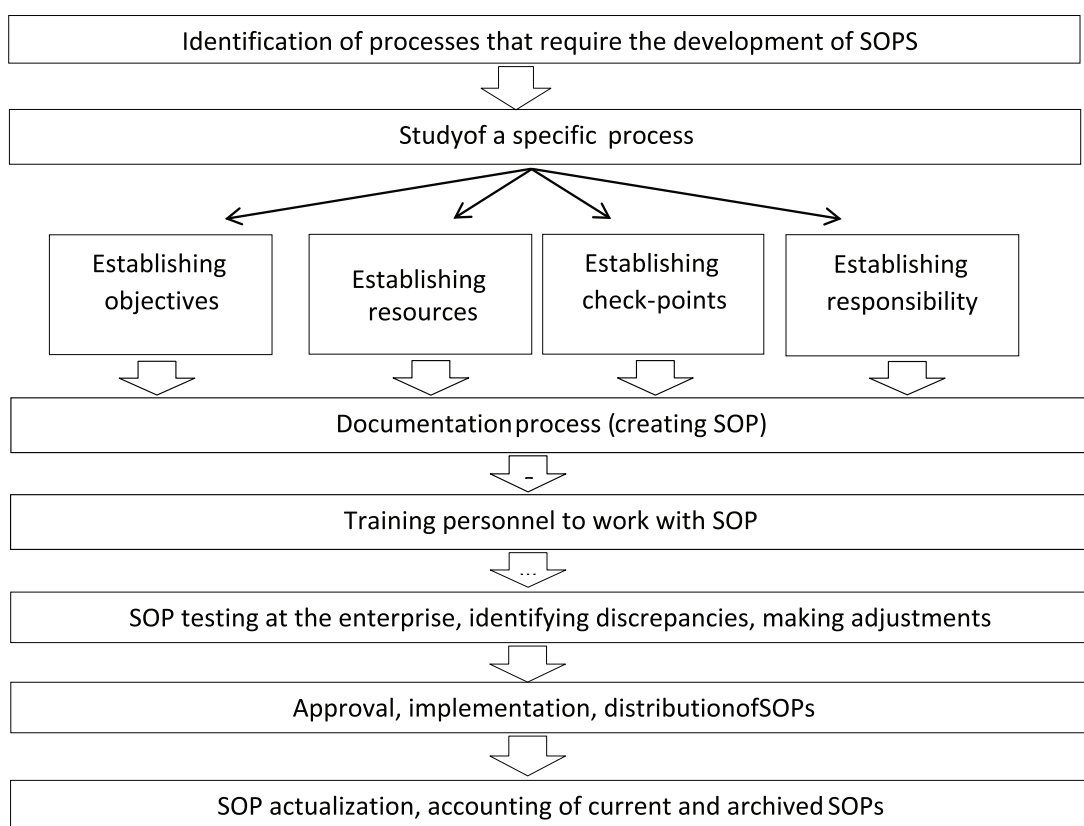 Identification of processes that require the development of SOPS
Studyof a specific process
Establishing
objectives
Establishing
resources
Establishing
check-points
Establishing
responsibility
Documentationprocess (creating SOP)
–
Training personnel to work with SOP
...
SOP testing at the enterprise, identifying discrepancies, making adjustments
Approval, implementation, distributionofSOPs
SOP actualization, accounting of current and archived SOPs